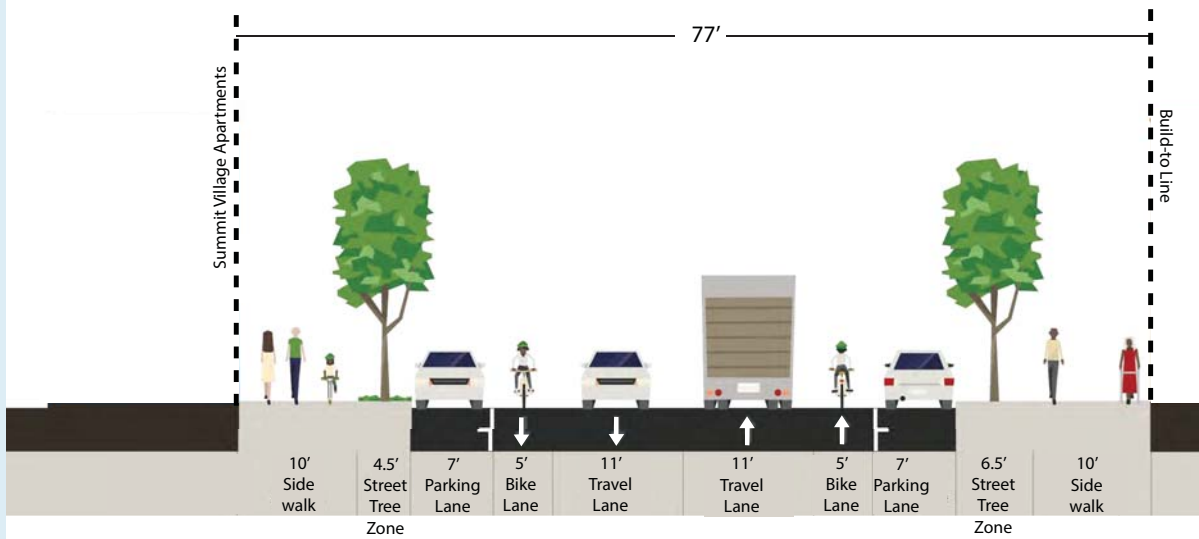 77’
Summit Village Apartments
Build-to Line
10’
Side
walk
4.5’
Street
Tree
Zone
7’
Parking
Lane
5’
Bike
Lane
11’
Travel
Lane
11’
Travel
Lane
5’
Bike
Lane
7’
Parking
Lane
6.5’
Street
Tree
Zone
10’
Side
walk